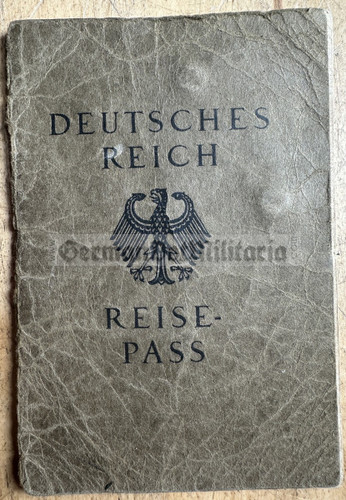 DEUTSCHES
REICH
REISE-
PASS